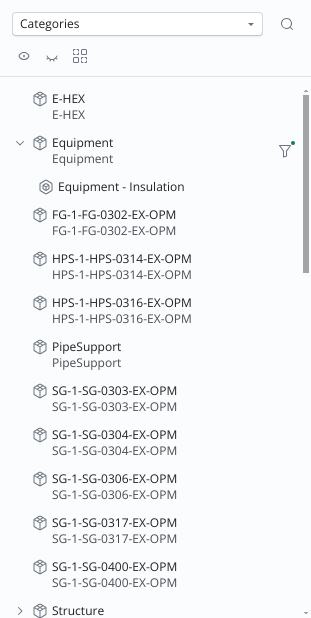 Categories
E-HEX
E-HEX
Equipment
Equipment
Equipment - Insulation
FG-1-FG-0302-EX-OPM
FG-1-FG-0302-EX-OPM
HPS-1-HPS-0314-EX-OPM
HPS-1-HPS-0314-EX-OPM
HPS-1-HPS-0316-EX-OPM
HPS-1-HPS-0316-EX-OPM
PipeSupport
PipeSupport
SG-1-SG-0303-EX-OPM
SG-1-SG-0303-EX-OPM
SG-1-SG-0304-EX-OPM
SG-1-SG-0304-EX-OPM
SG-1-SG-0306-EX-OPM
SG-1-SG-0306-EX-OPM
SG-1-SG-0317-EX-OPM
SG-1-SG-0317-EX-OPM
SG-1-SG-0400-EX-OPM
SG-1-SG-0400-EX-OPM
Structure